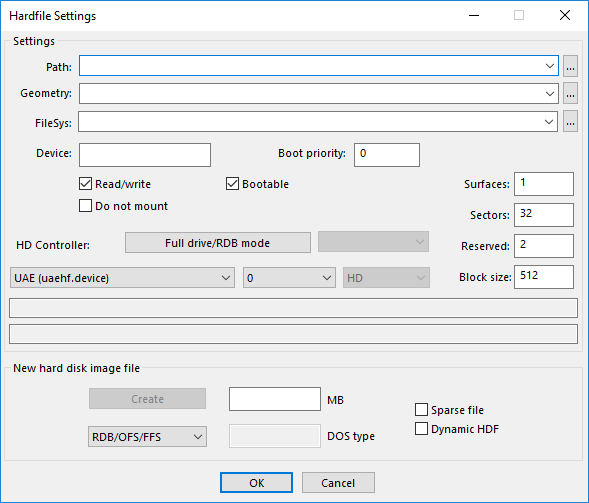 Hardfile Settings
Settings
Path:
...
Geometry:
...
FileSys:
...
Device:
Boot priority: 0
Read/write
Bootable
Surfaces: 1
Do not mount
Sectors: 32
HD Controller:
Full drive/RDB mode
Reserved: 2
UAE (uaehf.device)
0
HD
Block size: 512
New hard disk image file
Create
MB
Sparse file
RDB/OFS/FFS
DOS type
Dynamic HDF
OK
Cancel